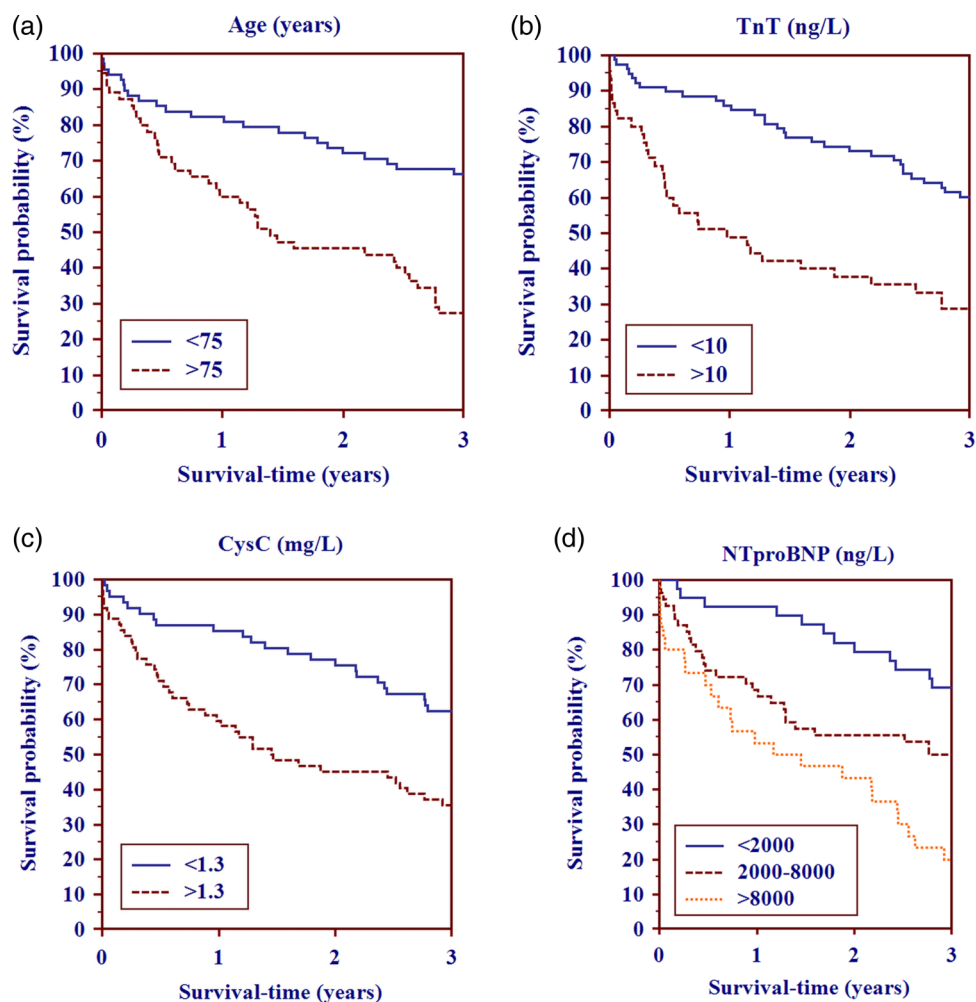 (a)
Age (years)
100
90
80
70
60
50
40
30
20
10
0
Survival probability (%)
<75
>75
0 1 2 3
Survival-time (years)
(b)
TnT (ng/L)
100
90
80
70
60
50
40
30
20
10
0
Survival probability (%)
<10
>10
0 1 2 3
Survival-time (years)
(c)
CysC (mg/L)
100
90
80
70
60
50
40
30
20
10
0
Survival probability (%)
<1.3
>1.3
0 1 2 3
Survival-time (years)
(d)
NTproBNP (ng/L)
100
90
80
70
60
50
40
30
20
10
0
Survival probability (%)
<2000
2000-8000
>8000
0 1 2 3
Survival-time (years)